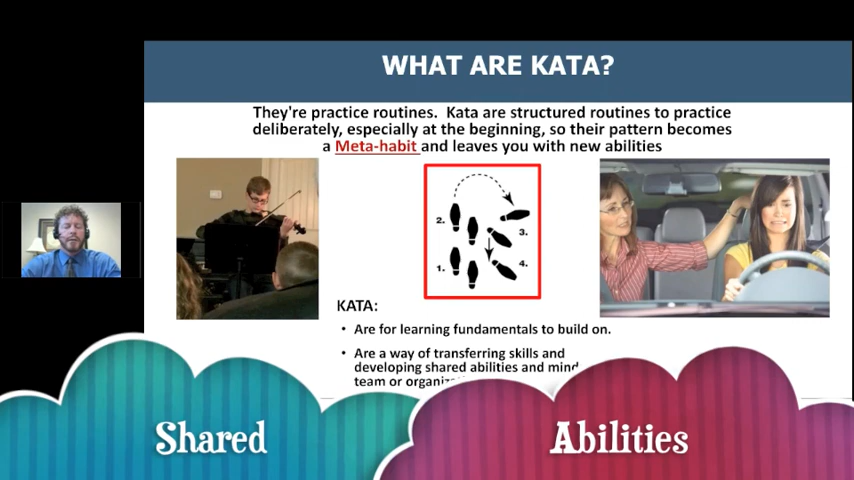 WHAT ARE KATA?
They're practice routines. Kata are structured routines to practice
deliberately, especially at the beginning, so their pattern becomes
a Meta-habit and leaves you with new abilities
2.
3.
1.
4.
KATA:
• Are for learning fundamentals to build on.
• Are a way of transferring skills and
developing shared abilities and
team or
Shared
Abilities